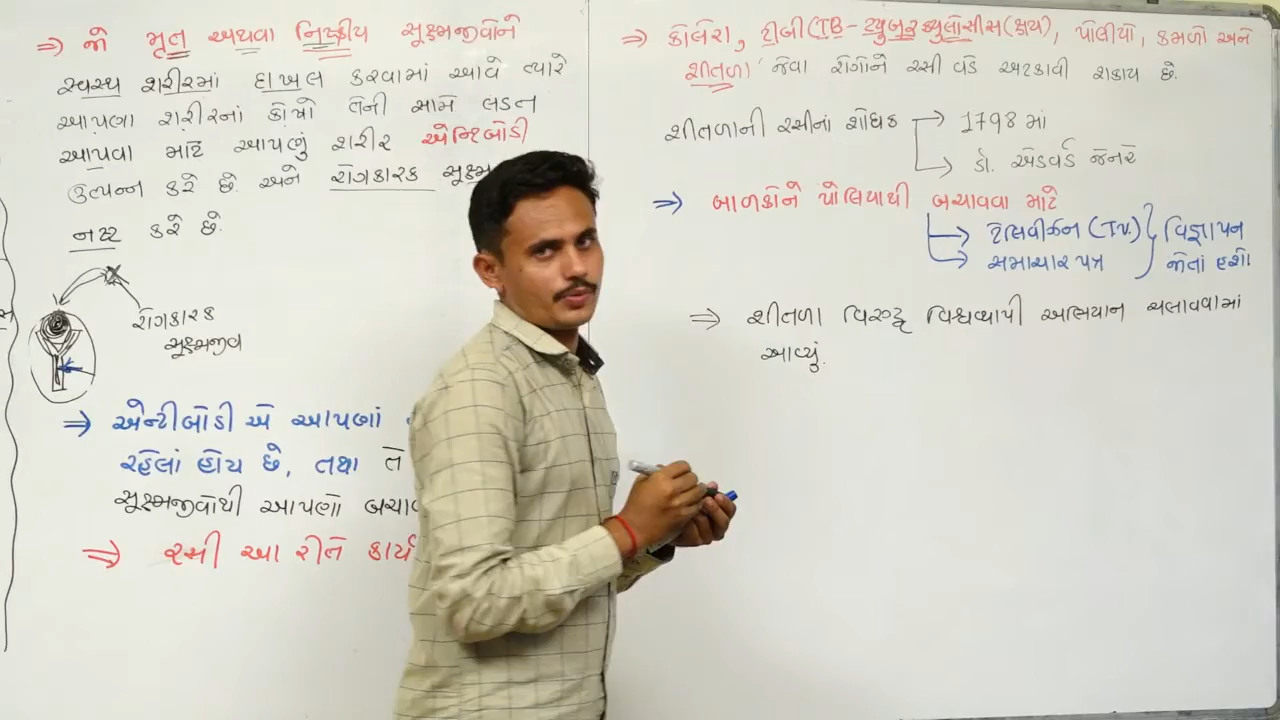 ⇒ જો મૃત અથવા નિષ્ક્રીય સૂક્ષ્મજીવોને
સ્વસ્થ શરીરમાં દાખલ કરવામાં આવે ત્યારે
આપણા શરીરનાં કોષો તેની સામે લડત
આપવા માટે આપણું શરીર એન્ટિબોડી
ઉત્પન્ન કરે છે. અને રોગકારક સૂક્ષ્મ
નષ્ટ કરે છે.
રોગકારક
સૂક્ષ્મજીવ
⇒ એન્ટીબોડી એ આપણાં
રહેલાં હોય છે, તથા તે
સૂક્ષ્મજીવોથી આપણો બચાવ
⇒ રસી આ રીતે કાર્ય
⇒ કોલેરા, ટીબી(TB - ટ્યુબરક્યુલોસીસ(ક્ષય), પોલીયો, કમળો અને
શીતળા જેવા રોગોને રસી વડે અટકાવી શકાય છે.
શીતળાની રસીનાં શોધક → 1798 માં
→ ડો. એડવર્ડ જેનરે
⇒ બાળકોને પોલિયોથી બચાવવા માટે
→ ટેલિવીઝન (TV.) } વિજ્ઞાપન
→ સમાચાર પત્ર જોતાં હશો
⇒ શીતળા વિરુદ્ધ વિશ્વવ્યાપી અભિયાન ચલાવવામાં
આવ્યું.